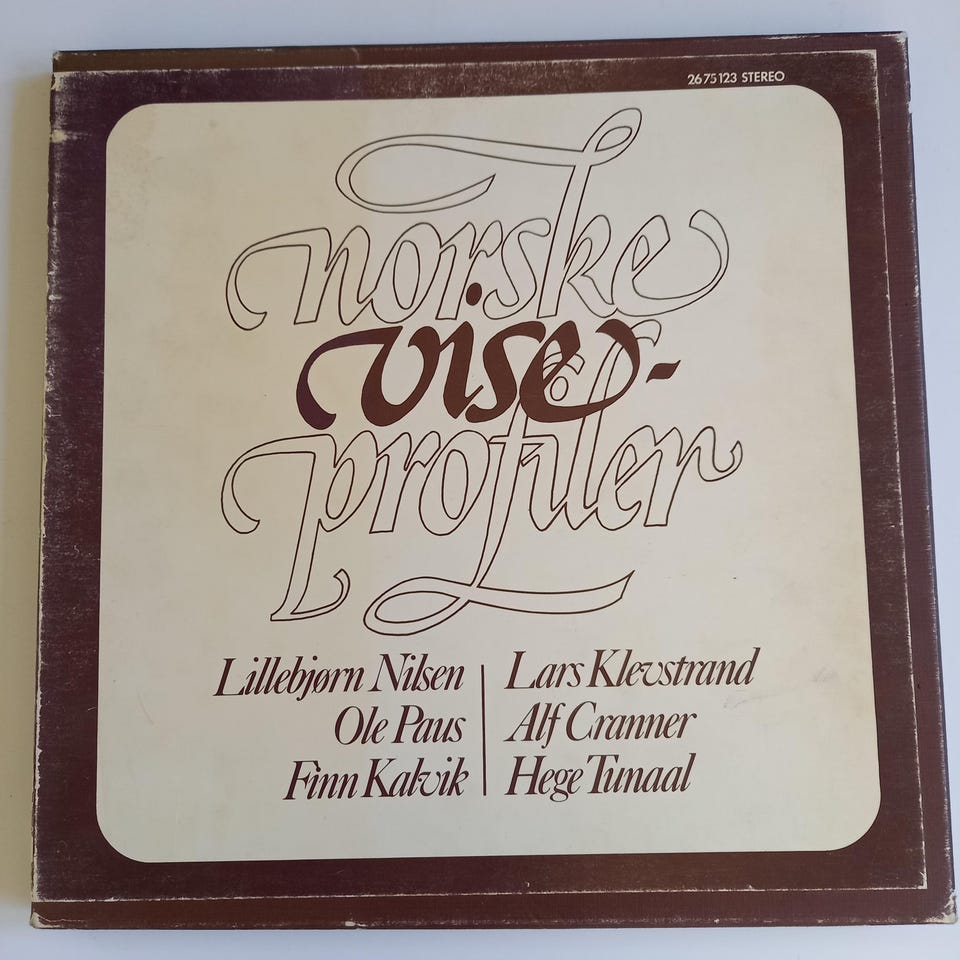 2675123 STEREO
norske
vise-
profiler
Lillebjørn Nilsen
Ole Paus
Finn Kalvik
Lars Klevstrand
Alf Cranner
Hege Tunaal